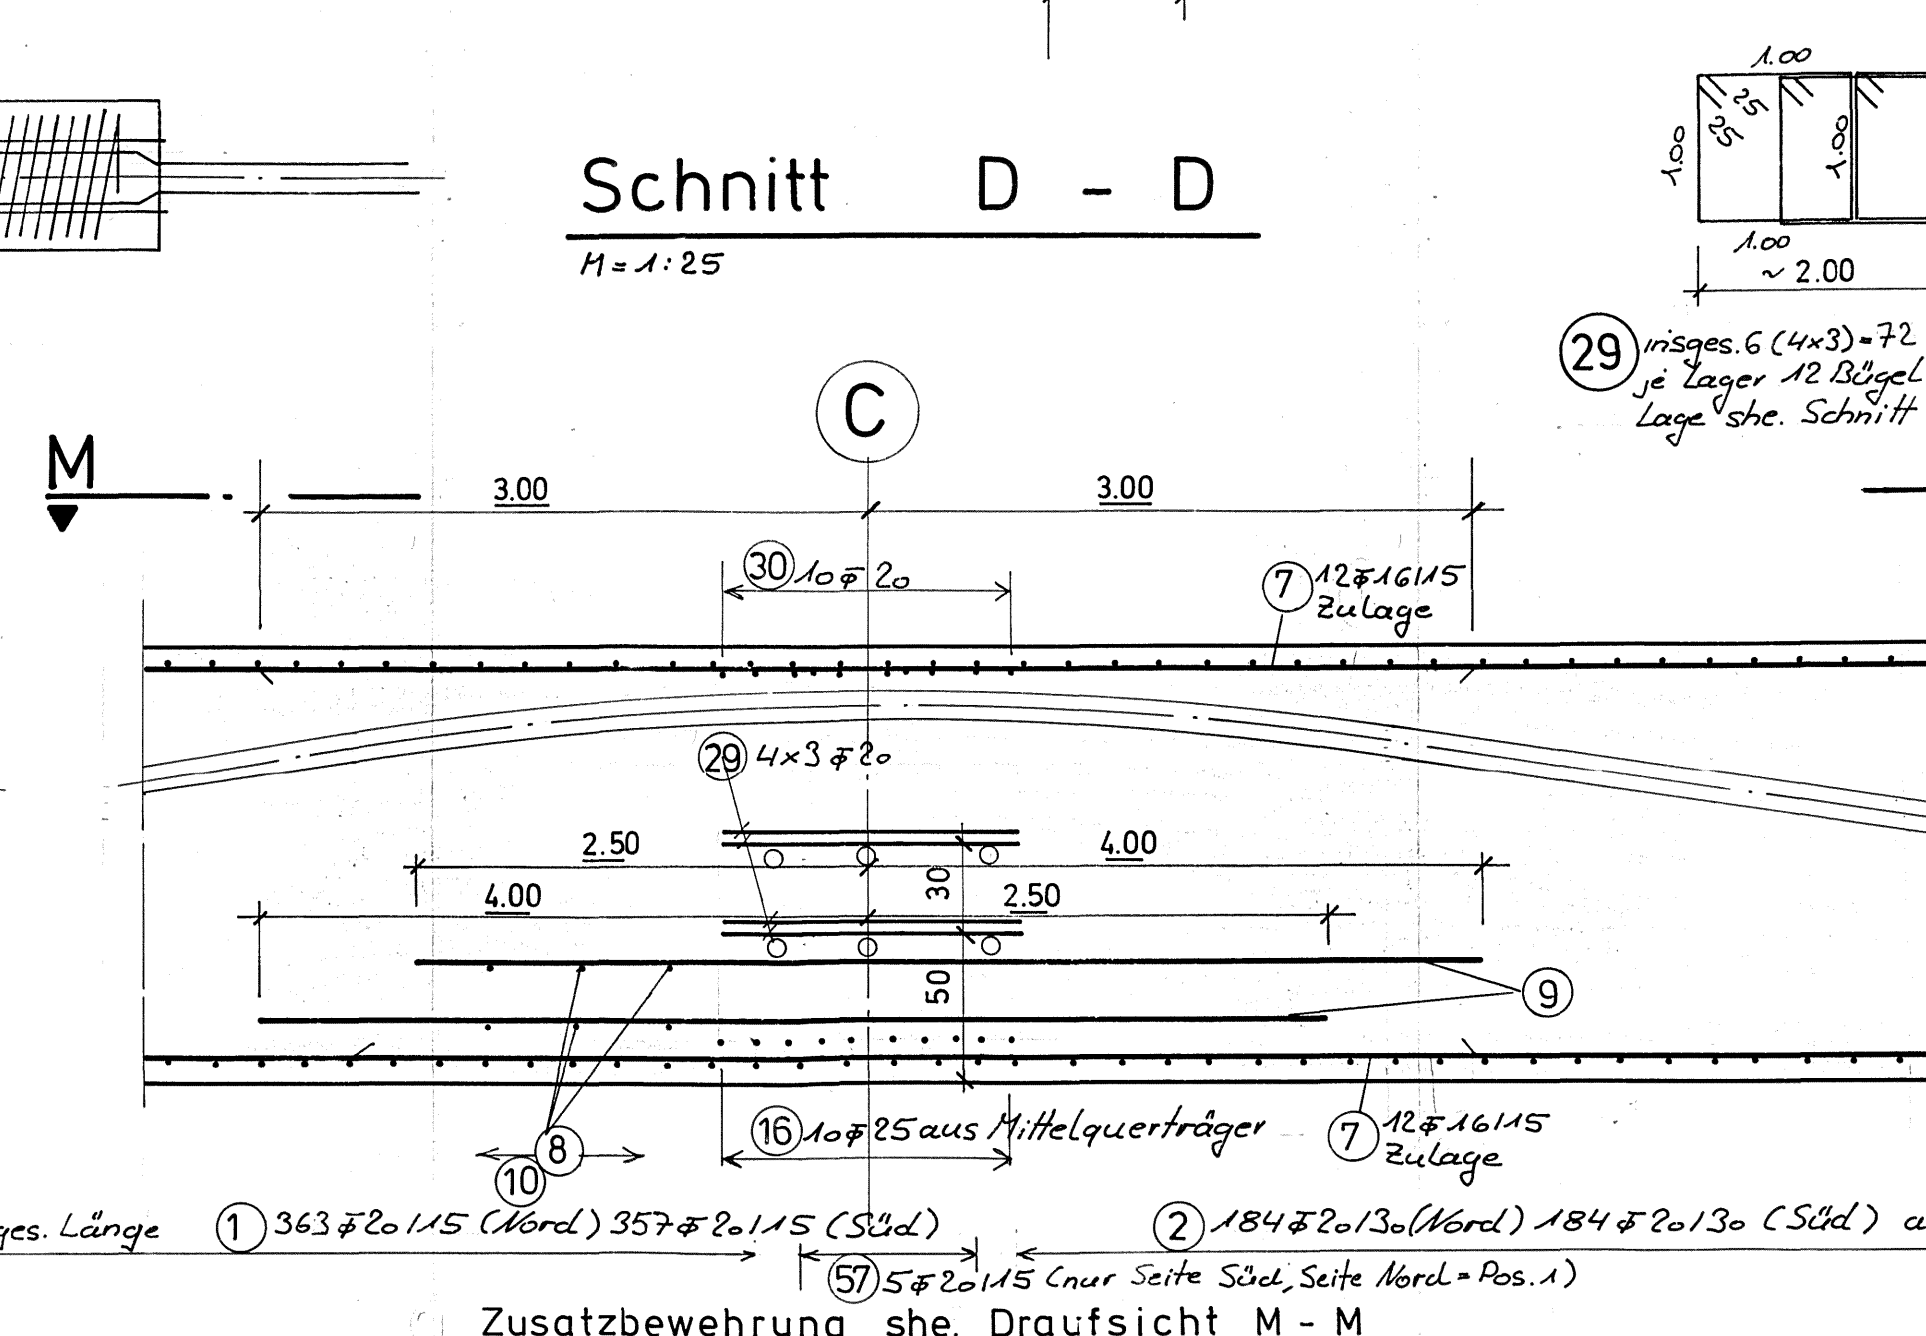 Schnitt D - D
M = 1:25
1.00
25
25
1.00
1.00
1.00
~ 2.00
29 insges. 6 (4x3) = 72
je Lager 12 Bügel
Lage she. Schnitt
C
M
3.00
3.00
30 10 ⌀ 20
7 12 ⌀ 16/15
Zulage
29 4x3 ⌀ 20
2.50
4.00
30
4.00
2.50
50
9
16 10 ⌀ 25 aus Mittelquerträger
7 12 ⌀ 16/15
Zulage
8
10
ges. Länge 1 363 ⌀ 20/15 (Nord) 357 ⌀ 20/15 (Süd)
2 184 ⌀ 20/30 (Nord) 184 ⌀ 20/30 (Süd) a
57 5 ⌀ 20/15 (nur Seite Süd, Seite Nord = Pos. 1)
Zusatzbewehrung she. Draufsicht M - M